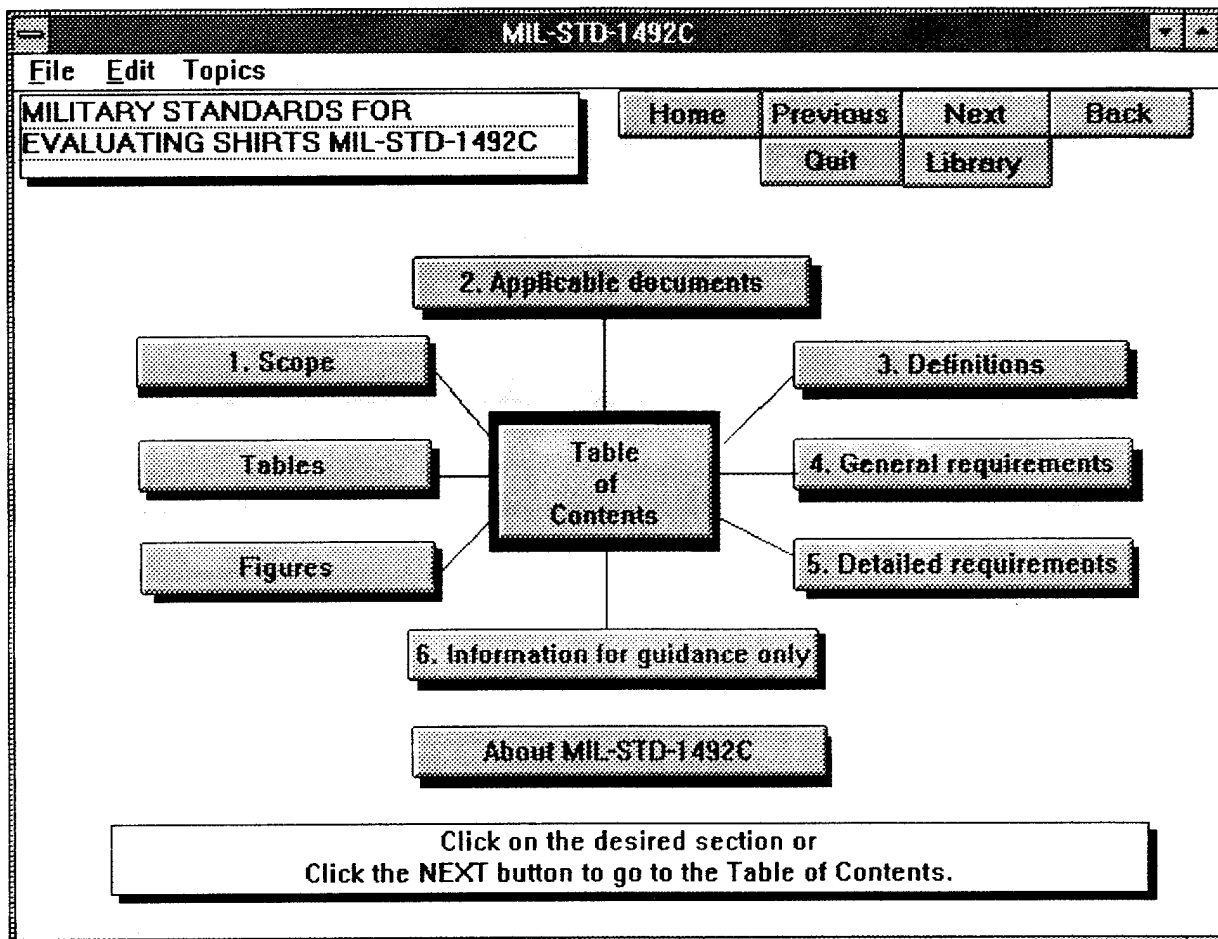 MIL-STD-1492C
File Edit Topics
MILITARY STANDARDS FOR
EVALUATING SHIRTS MIL-STD-1492C
Home Previous Next Back
Quit Library
2. Applicable documents
1. Scope
3. Definitions
Tables
Table
of
Contents
4. General requirements
Figures
5. Detailed requirements
6. Information for guidance only
About MIL-STD-1492C
Click on the desired section or
Click the NEXT button to go to the Table of Contents.